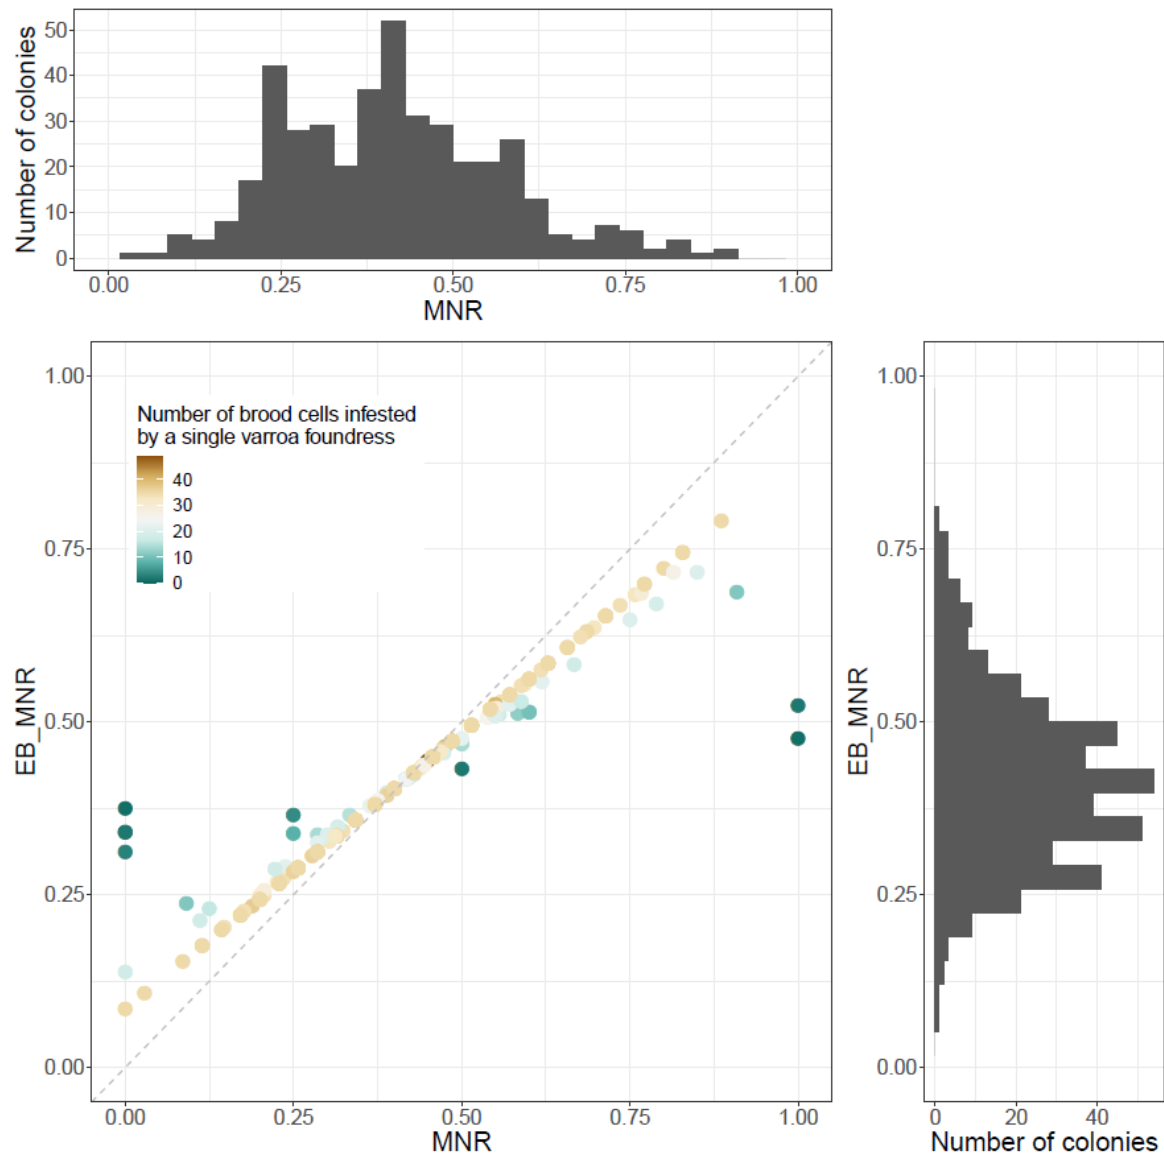 Number of colonies
50
40
30
20
10
0
0.00 0.25 0.50 0.75 1.00
MNR
EB_MNR
1.00
0.75
0.50
0.25
0.00
Number of brood cells infested
by a single varroa foundress
40
30
20
10
0
0.00 0.25 0.50 0.75 1.00
MNR
EB_MNR
1.00
0.75
0.50
0.25
0.00
0 20 40
Number of colonies